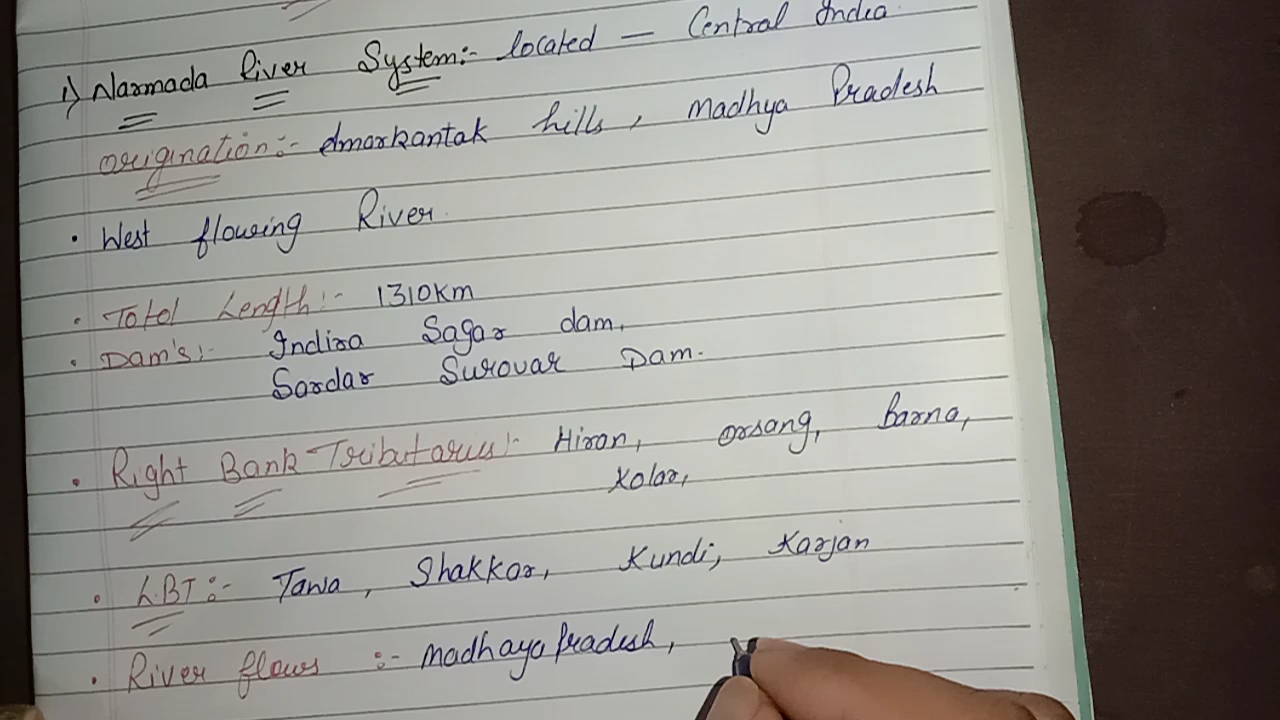 1) Narmada River System:- located — Central India
origination:- Amarkantak hills, Madhya Pradesh
• West flowing River.
• Total Length:- 1310km
• Dam's:- Indira Sagar dam.
Sardar Surovar Dam.
• Right Bank Tributaries:- Hiran, orsang, Barna,
Kolar,
• L.B.T:- Tawa, Shakkar, Kundi, Karjan
• River flows :- Madhaya Pradesh,